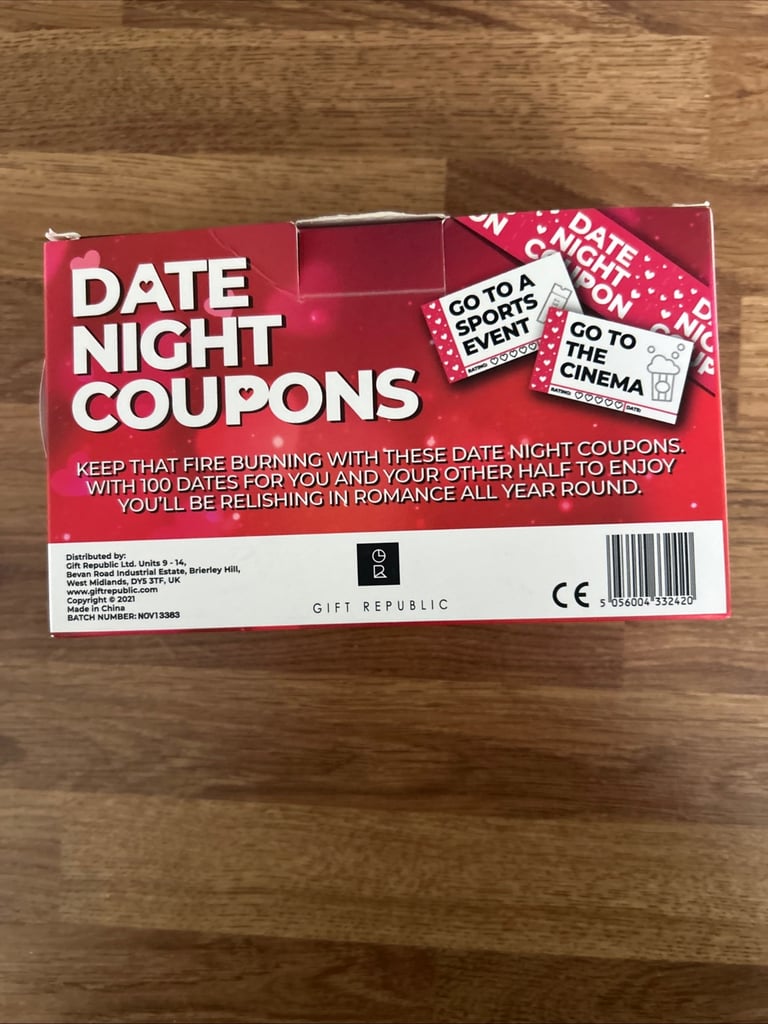 DATE
NIGHT
COUPONS
ON
DATE
NIGHT
COUPON
GO TO A
SPORTS
EVENT
RATING:
GO TO
THE
CINEMA
RATING:
DATE:
KEEP THAT FIRE BURNING WITH THESE DATE NIGHT COUPONS.
WITH 100 DATES FOR YOU AND YOUR OTHER HALF TO ENJOY
YOU'LL BE RELISHING IN ROMANCE ALL YEAR ROUND.
Distributed by:
Gift Republic Ltd. Units 9 - 14,
Bevan Road Industrial Estate, Brierley Hill,
West Midlands, DY5 3TF, UK
www.giftrepublic.com
Copyright © 2021
Made in China
BATCH NUMBER: NOV13383
GIFT REPUBLIC
CE
5 056004 332420